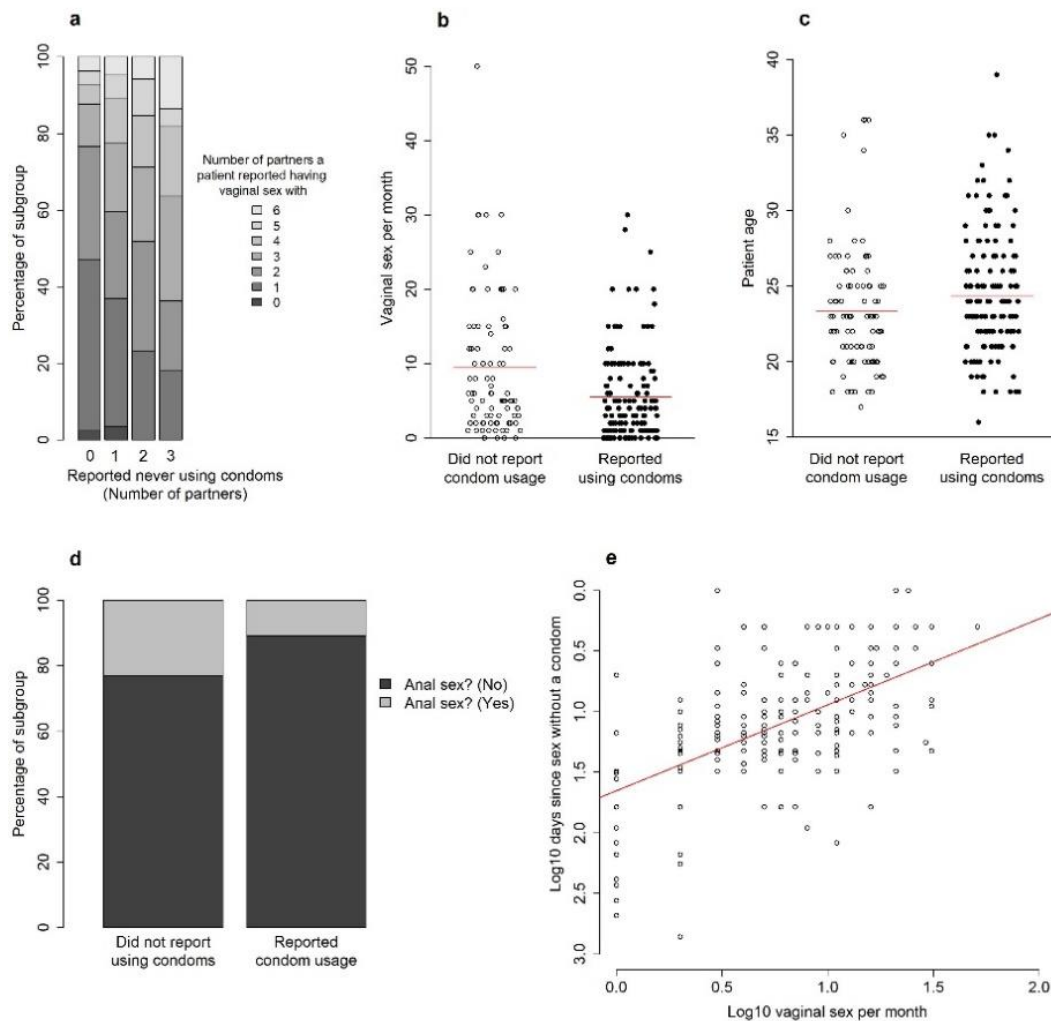 a
100
80
60
40
20
0
Percentage of subgroup
0 1 2 3
Reported never using condoms
(Number of partners)
Number of partners a
patient reported having
vaginal sex with
6
5
4
3
2
1
0
b
50
40
30
20
10
0
Vaginal sex per month
Did not report
condom usage
Reported
using condoms
c
40
35
30
25
20
15
Patient age
Did not report
condom usage
Reported
using condoms
d
100
80
60
40
20
0
Percentage of subgroup
Did not report
using condoms
Reported
condom usage
Anal sex? (No)
Anal sex? (Yes)
e
0.0
0.5
1.0
1.5
2.0
2.5
3.0
Log10 days since sex without a condom
0.0 0.5 1.0 1.5 2.0
Log10 vaginal sex per month